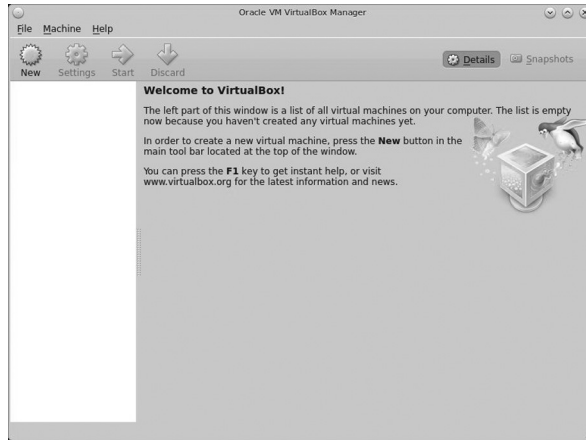 Oracle VM VirtualBox Manager
File Machine Help
New Settings Start Discard
Details Snapshots
Welcome to VirtualBox!
The left part of this window is a list of all virtual machines on your computer. The list is empty
now because you haven't created any virtual machines yet.
In order to create a new virtual machine, press the New button in the
main tool bar located at the top of the window.
You can press the F1 key to get instant help, or visit
www.virtualbox.org for the latest information and news.